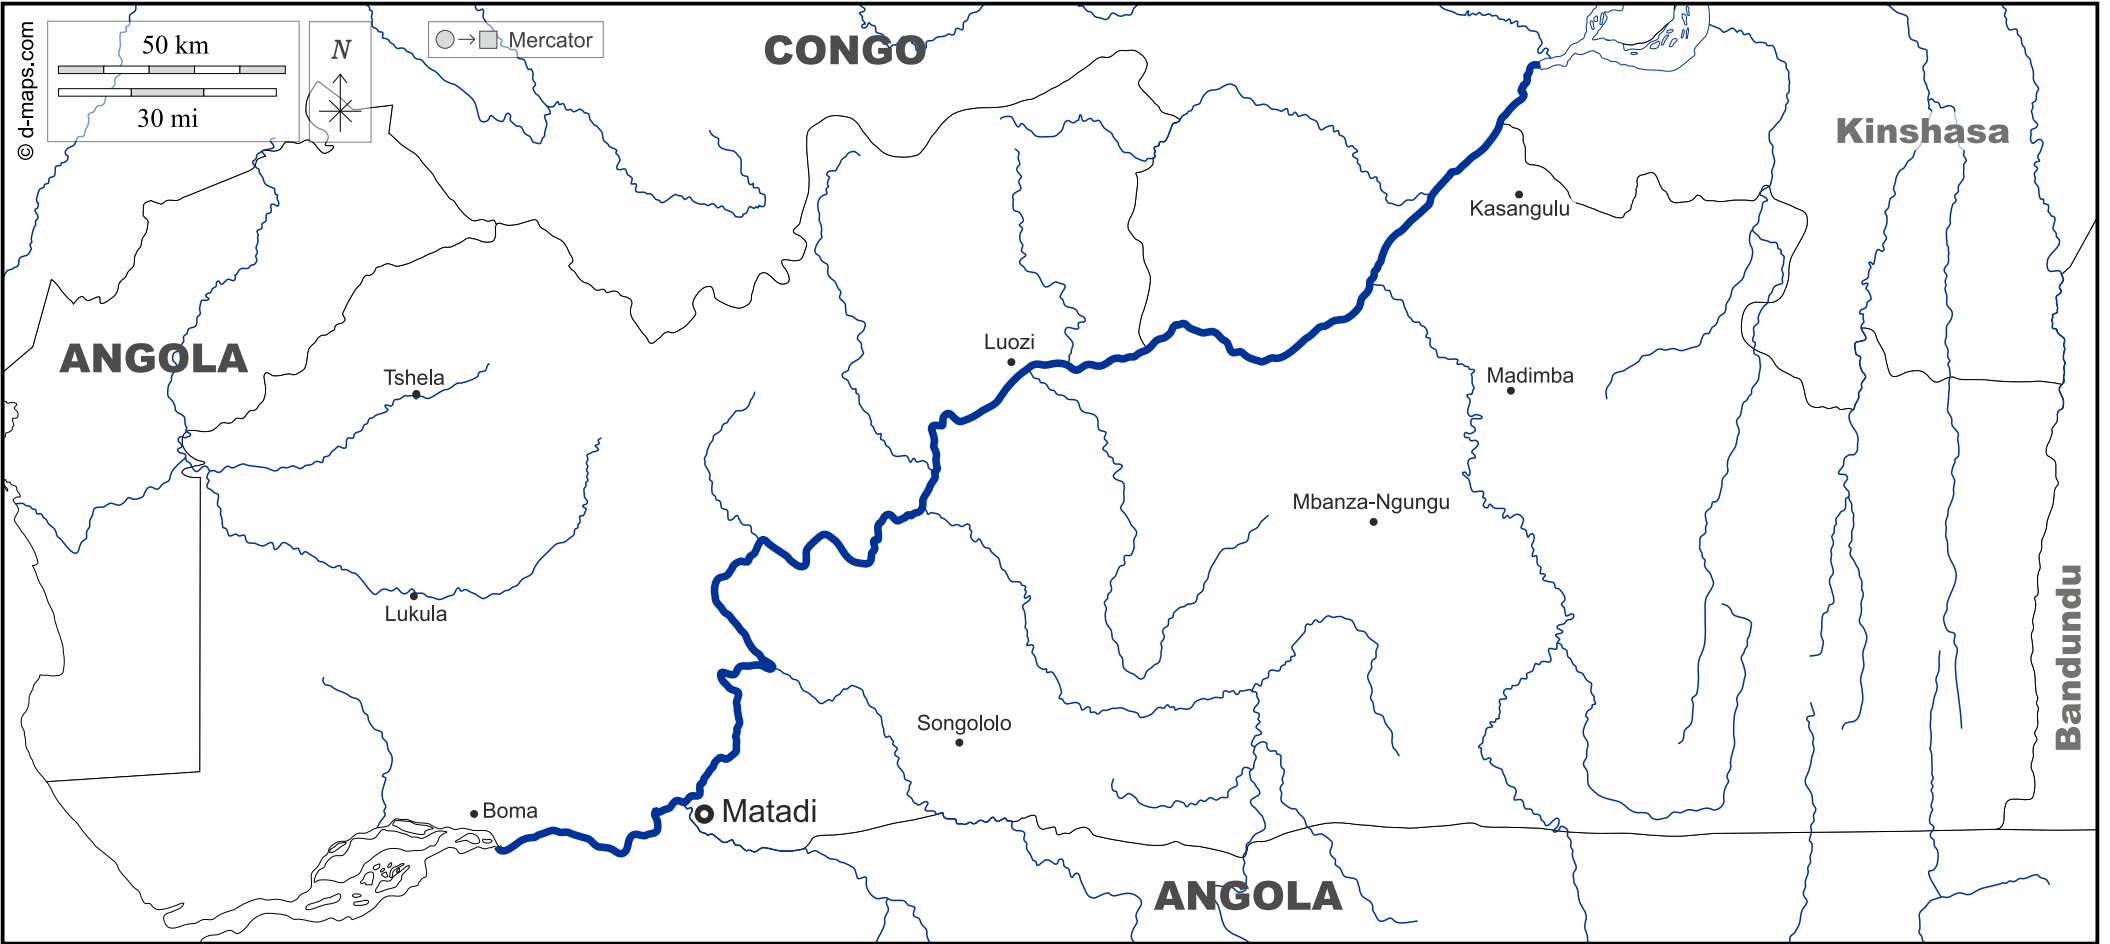 © d-maps.com
50 km
30 mi
N
Mercator
CONGO
Kinshasa
Kasangulu
Luozi
ANGOLA
Tshela
Madimba
Mbanza-Ngungu
Lukula
Bandundu
Songololo
Boma
Matadi
ANGOLA